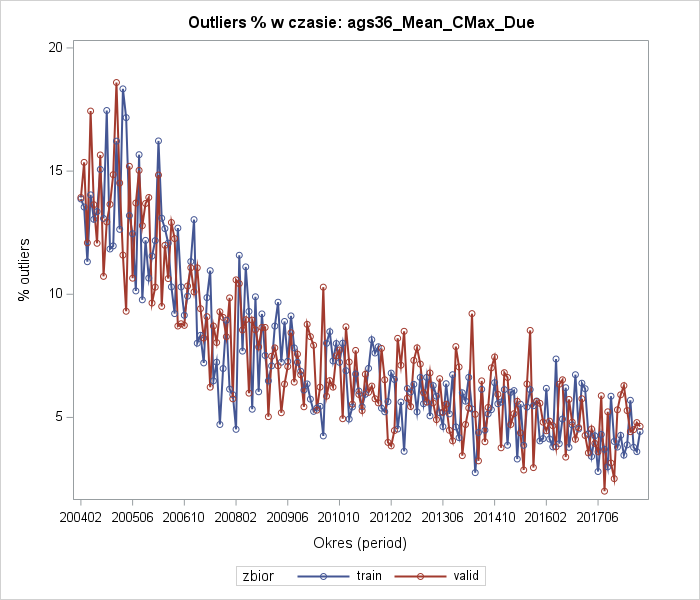 Outliers % w czasie: ags36_Mean_CMax_Due
20
15
10
5
% outliers
200402 200506 200610 200802 200906 201010 201202 201306 201410 201602 201706
Okres (period)
zbior train valid